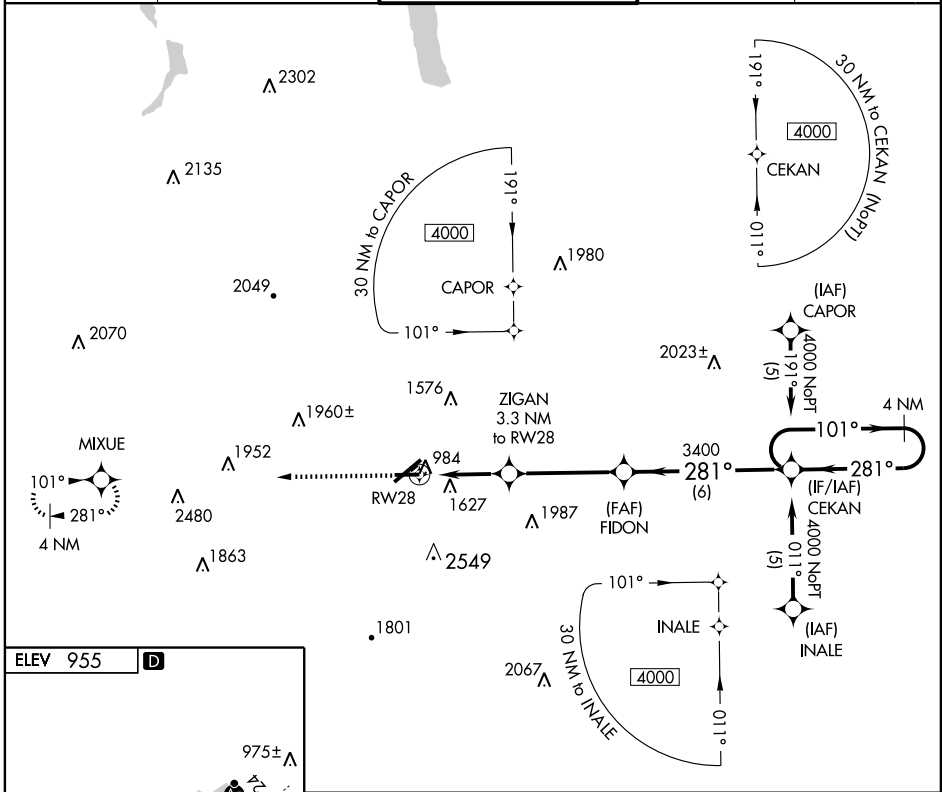 2302
191°
30 NM to CEKAN (NoPT)
4000
CEKAN
011°
2135
30 NM to CAPOR
191°
4000
1980
CAPOR
2049
101°
(IAF)
CAPOR
4000 NoPT
191°
(5)
2070
2023±
1576
ZIGAN
3.3 NM
to RW28
4 NM
1960±
101°
MIXUE
1952
984
3400
281°
(6)
281°
101°
RW28
1627
(FAF)
FIDON
(IF/IAF)
CEKAN
281°
4 NM
2480
1987
4000 NoPT
011°
(5)
1863
2549
101°
(IAF)
INALE
1801
INALE
30 NM to INALE
4000
2067
011°
ELEV 955
D
975±
24